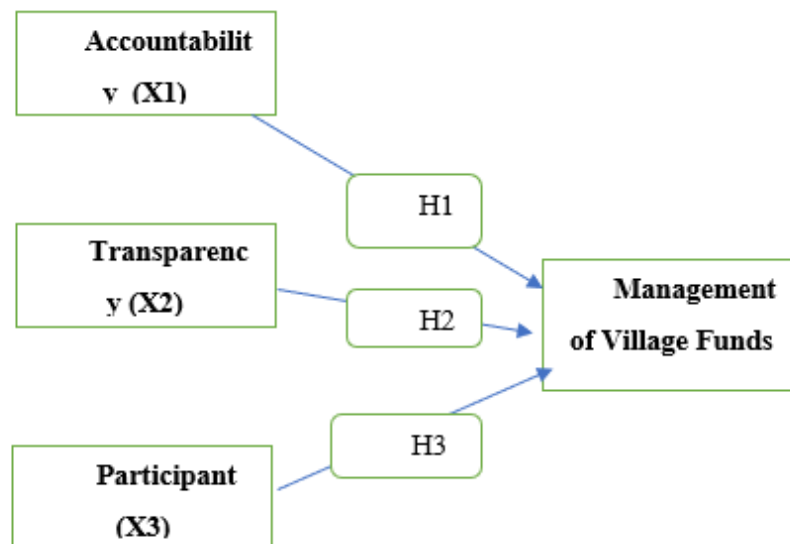 Accountabilit
y (X1)
H1
Transparenc
y (X2)
H2
Management
of Village Funds
H3
Participant
(X3)